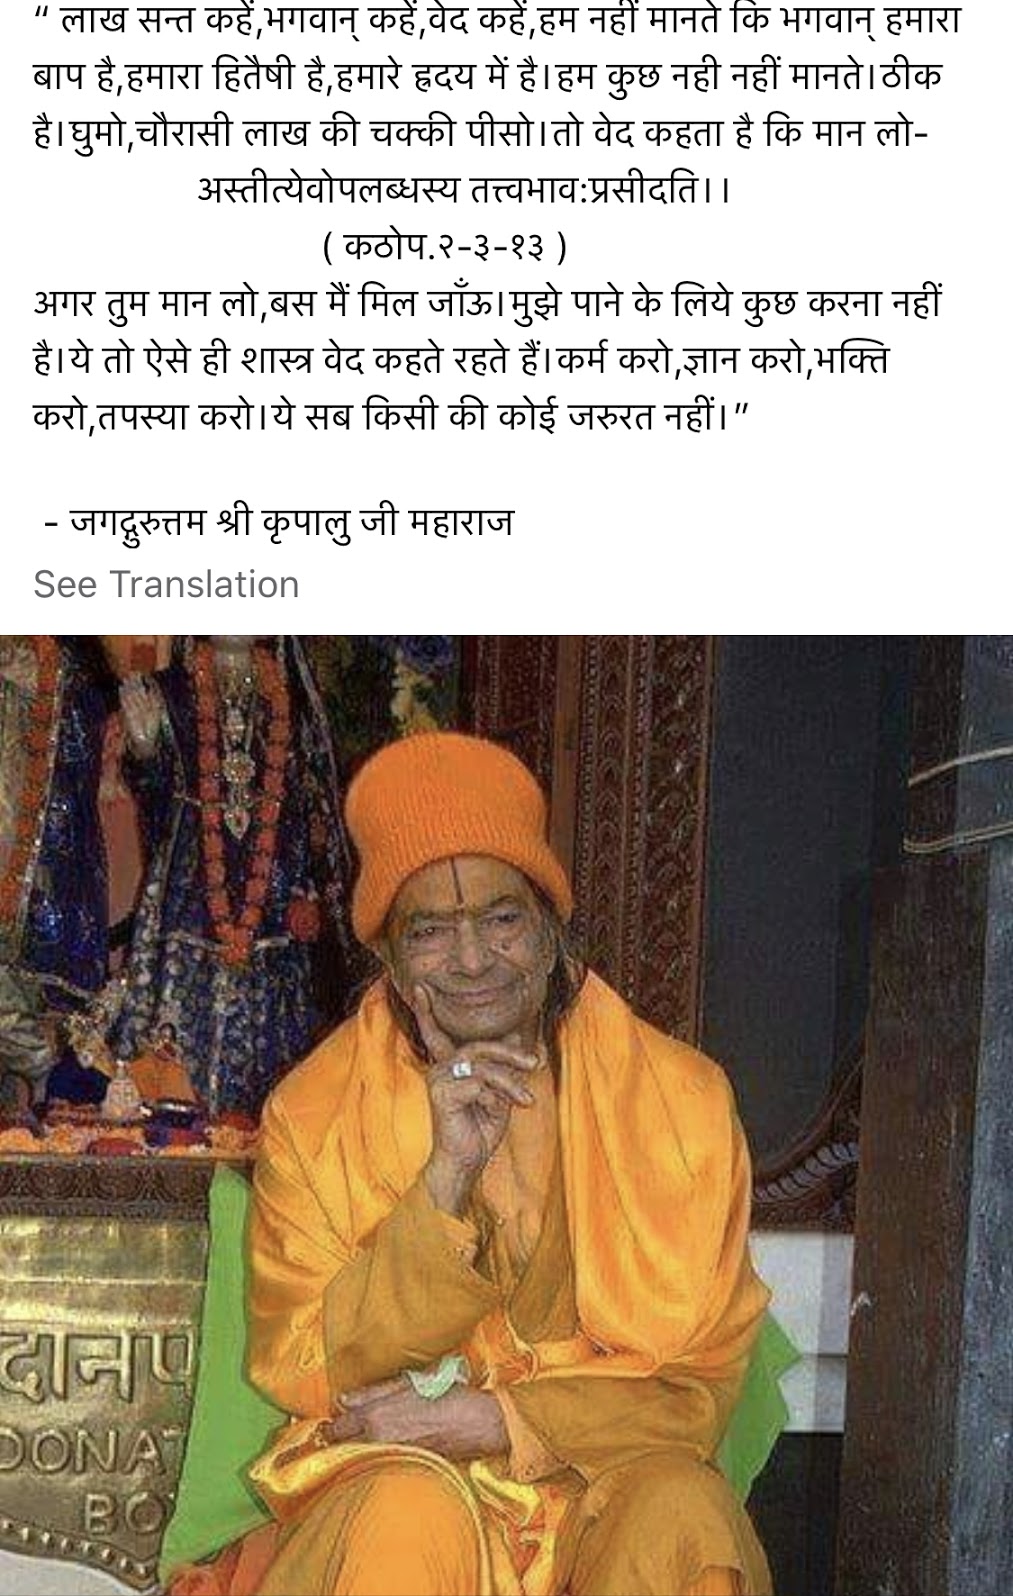 “ लाख सन्त कहें,भगवान् कहें,वेद कहें,हम नहीं मानते कि भगवान् हमारा
बाप है,हमारा हितैषी है,हमारे ह्रदय में है।हम कुछ नही नहीं मानते।ठीक
है।घुमो,चौरासी लाख की चक्की पीसो।तो वेद कहता है कि मान लो-
अस्तीत्येवोपलब्धस्य तत्त्वभाव:प्रसीदति।।
( कठोप.२-३-१३ )
अगर तुम मान लो,बस मैं मिल जाँऊ।मुझे पाने के लिये कुछ करना नहीं
है।ये तो ऐसे ही शास्त्र वेद कहते रहते हैं।कर्म करो,ज्ञान करो,भक्ति
करो,तपस्या करो।ये सब किसी की कोई जरुरत नहीं।”
- जगद्गुरुत्तम श्री कृपालु जी महाराज
See Translation
दानप
DONAT
BO